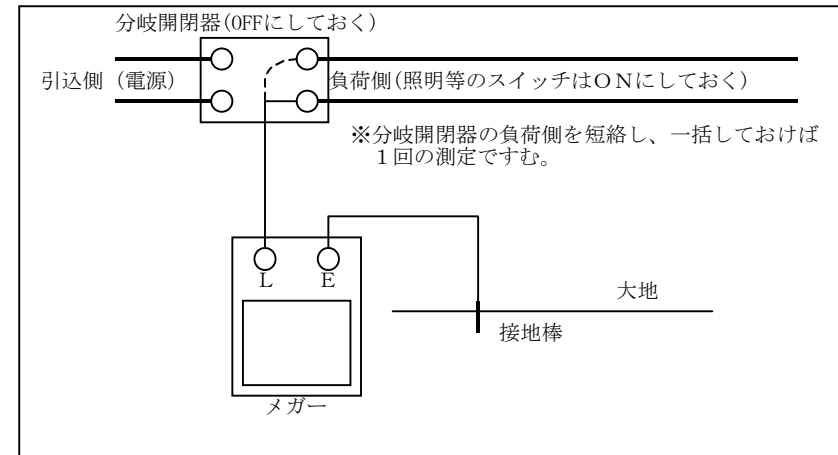 分岐開閉器(OFFにしておく)
引込側（電源）
負荷側(照明等のスイッチはＯＮにしておく)
※分岐開閉器の負荷側を短絡し、一括しておけば
１回の測定ですむ。
L
E
大地
接地棒
メガー